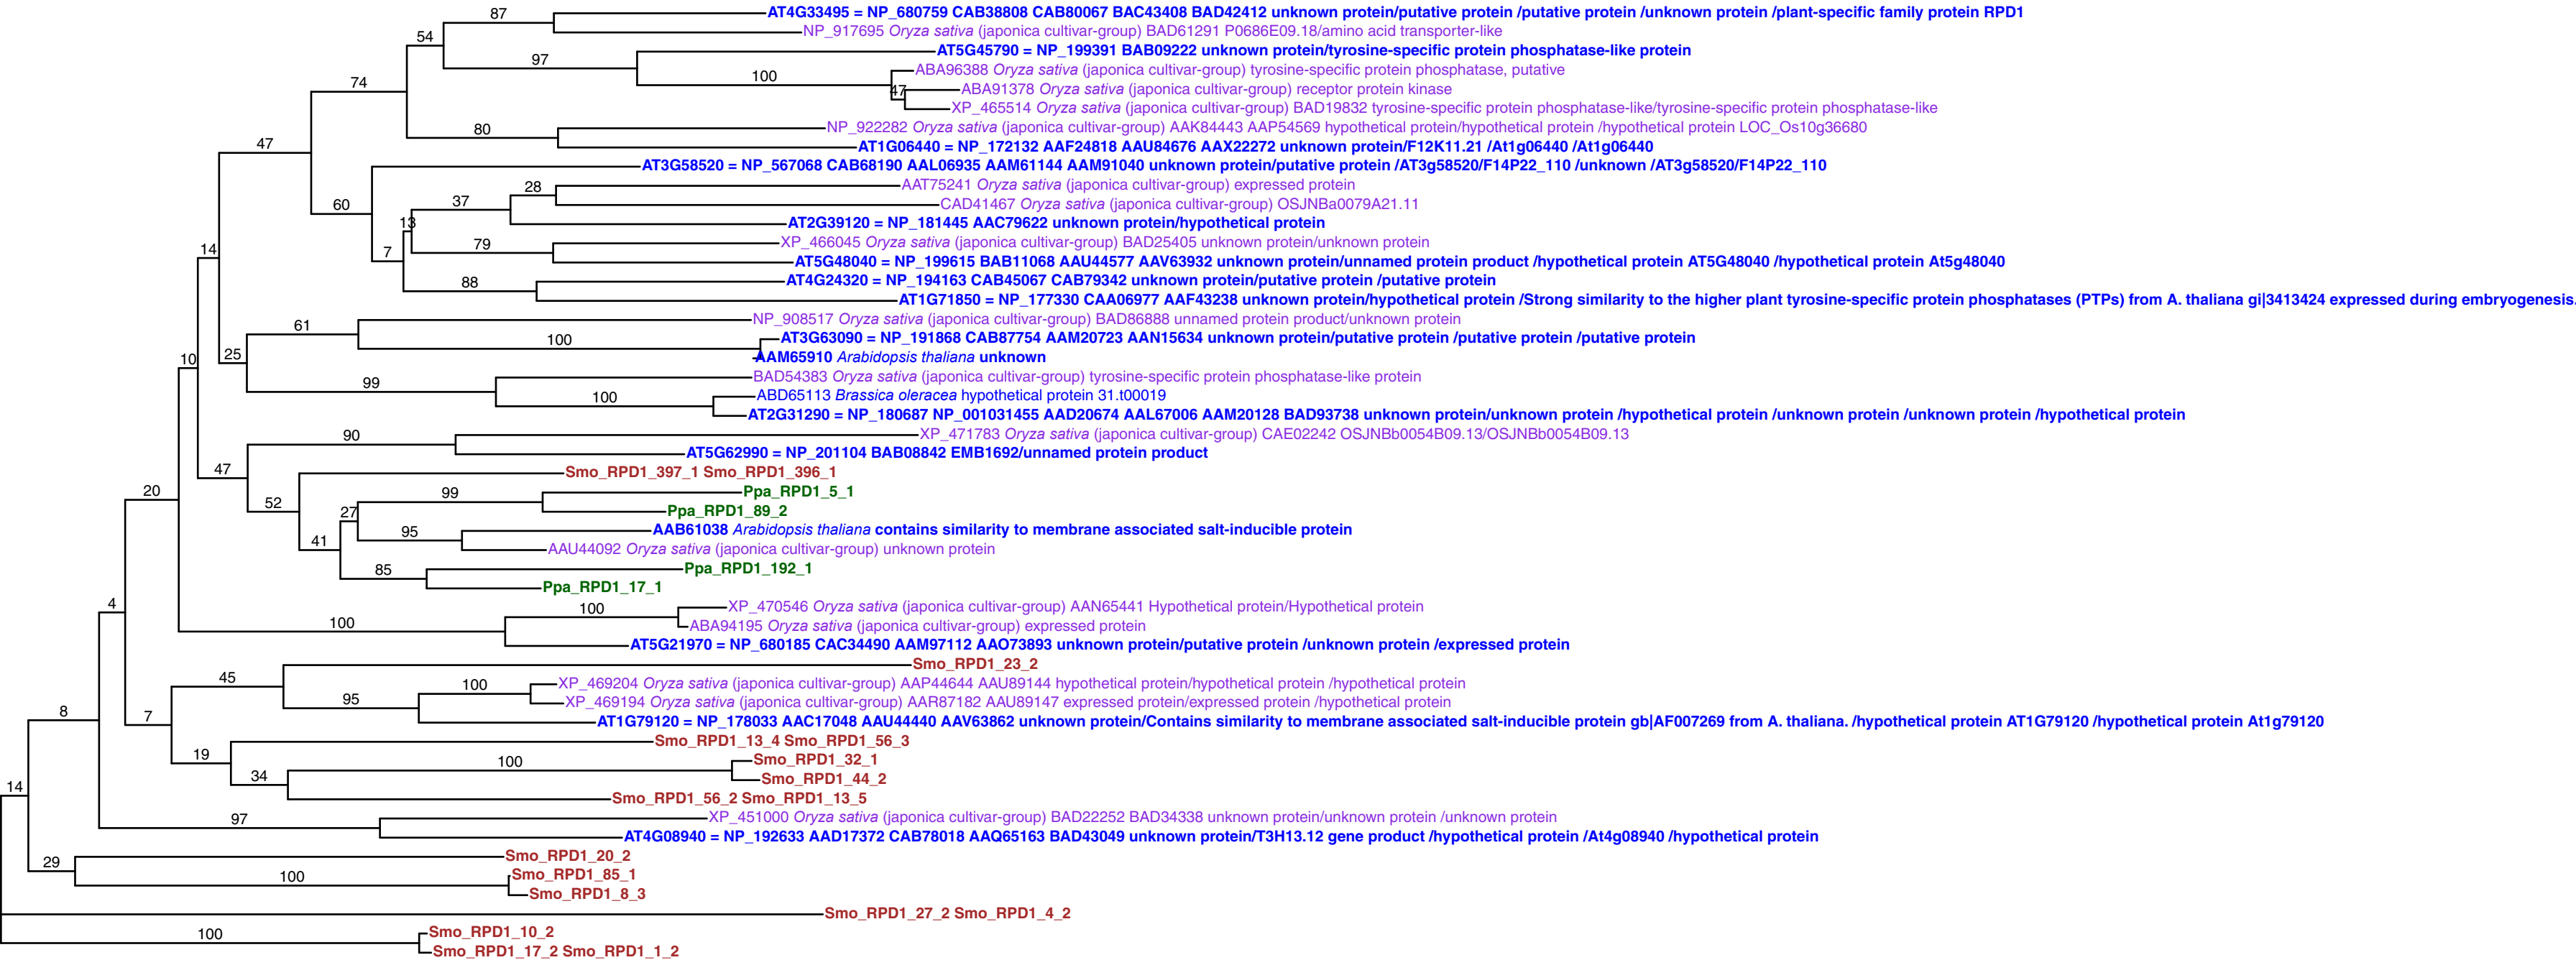 87
AT4G33495 = NP_680759 CAB38808 CAB80067 BAC43408 BAD42412 unknown protein/putative protein /putative protein /unknown protein /plant-specific family protein RPD1
NP_917695 Oryza sativa (japonica cultivar-group) BAD61291 P0686E09.18/amino acid transporter-like
54
AT5G45790 = NP_199391 BAB09222 unknown protein/tyrosine-specific protein phosphatase-like protein
97
ABA96388 Oryza sativa (japonica cultivar-group) tyrosine-specific protein phosphatase, putative
100
74
47
ABA91378 Oryza sativa (japonica cultivar-group) receptor protein kinase
XP_465514 Oryza sativa (japonica cultivar-group) BAD19832 tyrosine-specific protein phosphatase-like/tyrosine-specific protein phosphatase-like
80
NP_922282 Oryza sativa (japonica cultivar-group) AAK84443 AAP54569 hypothetical protein/hypothetical protein /hypothetical protein LOC_Os10g36680
47
AT1G06440 = NP_172132 AAF24818 AAU84676 AAX22272 unknown protein/F12K11.21 /At1g06440 /At1g06440
AT3G58520 = NP_567068 CAB68190 AAL06935 AAM61144 AAM91040 unknown protein/putative protein /AT3g58520/F14P22_110 /unknown /AT3g58520/F14P22_110
28
AAT75241 Oryza sativa (japonica cultivar-group) expressed protein
60
37
CAD41467 Oryza sativa (japonica cultivar-group) OSJNBa0079A21.11
13
AT2G39120 = NP_181445 AAC79622 unknown protein/hypothetical protein
14
7
79
XP_466045 Oryza sativa (japonica cultivar-group) BAD25405 unknown protein/unknown protein
AT5G48040 = NP_199615 BAB11068 AAU44577 AAV63932 unknown protein/unnamed protein product /hypothetical protein AT5G48040 /hypothetical protein At5g48040
88
AT4G24320 = NP_194163 CAB45067 CAB79342 unknown protein/putative protein /putative protein
AT1G71850 = NP_177330 CAA06977 AAF43238 unknown protein/hypothetical protein /Strong similarity to the higher plant tyrosine-specific protein phosphatases (PTPs) from A. thaliana gi|3413424 expressed during embryogenesis.
61
NP_908517 Oryza sativa (japonica cultivar-group) BAD86888 unnamed protein product/unknown protein
100
AT3G63090 = NP_191868 CAB87754 AAM20723 AAN15634 unknown protein/putative protein /putative protein /putative protein
10
25
AAM65910 Arabidopsis thaliana unknown
99
BAD54383 Oryza sativa (japonica cultivar-group) tyrosine-specific protein phosphatase-like protein
100
ABD65113 Brassica oleracea hypothetical protein 31.t00019
AT2G31290 = NP_180687 NP_001031455 AAD20674 AAL67006 AAM20128 BAD93738 unknown protein/unknown protein /hypothetical protein /unknown protein /unknown protein /hypothetical protein
90
XP_471783 Oryza sativa (japonica cultivar-group) CAE02242 OSJNBb0054B09.13/OSJNBb0054B09.13
AT5G62990 = NP_201104 BAB08842 EMB1692/unnamed protein product
47
Smo_RPD1_397_1 Smo_RPD1_396_1
20
99
Ppa_RPD1_5_1
52
27
Ppa_RPD1_89_2
95
AAB61038 Arabidopsis thaliana contains similarity to membrane associated salt-inducible protein
41
AAU44092 Oryza sativa (japonica cultivar-group) unknown protein
85
Ppa_RPD1_192_1
Ppa_RPD1_17_1
4
100
XP_470546 Oryza sativa (japonica cultivar-group) AAN65441 Hypothetical protein/Hypothetical protein
100
ABA94195 Oryza sativa (japonica cultivar-group) expressed protein
AT5G21970 = NP_680185 CAC34490 AAM97112 AAO73893 unknown protein/putative protein /unknown protein /expressed protein
Smo_RPD1_23_2
45
100
XP_469204 Oryza sativa (japonica cultivar-group) AAP44644 AAU89144 hypothetical protein/hypothetical protein /hypothetical protein
95
XP_469194 Oryza sativa (japonica cultivar-group) AAR87182 AAU89147 expressed protein/expressed protein /hypothetical protein
8
7
AT1G79120 = NP_178033 AAC17048 AAU44440 AAV63862 unknown protein/Contains similarity to membrane associated salt-inducible protein gb|AF007269 from A. thaliana. /hypothetical protein AT1G79120 /hypothetical protein At1g79120
Smo_RPD1_13_4 Smo_RPD1_56_3
19
100
Smo_RPD1_32_1
34
Smo_RPD1_44_2
14
Smo_RPD1_56_2 Smo_RPD1_13_5
97
XP_451000 Oryza sativa (japonica cultivar-group) BAD22252 BAD34338 unknown protein/unknown protein /unknown protein
AT4G08940 = NP_192633 AAD17372 CAB78018 AAQ65163 BAD43049 unknown protein/T3H13.12 gene product /hypothetical protein /At4g08940 /hypothetical protein
29
Smo_RPD1_20_2
100
Smo_RPD1_85_1
Smo_RPD1_8_3
Smo_RPD1_27_2 Smo_RPD1_4_2
100
Smo_RPD1_10_2
Smo_RPD1_17_2 Smo_RPD1_1_2